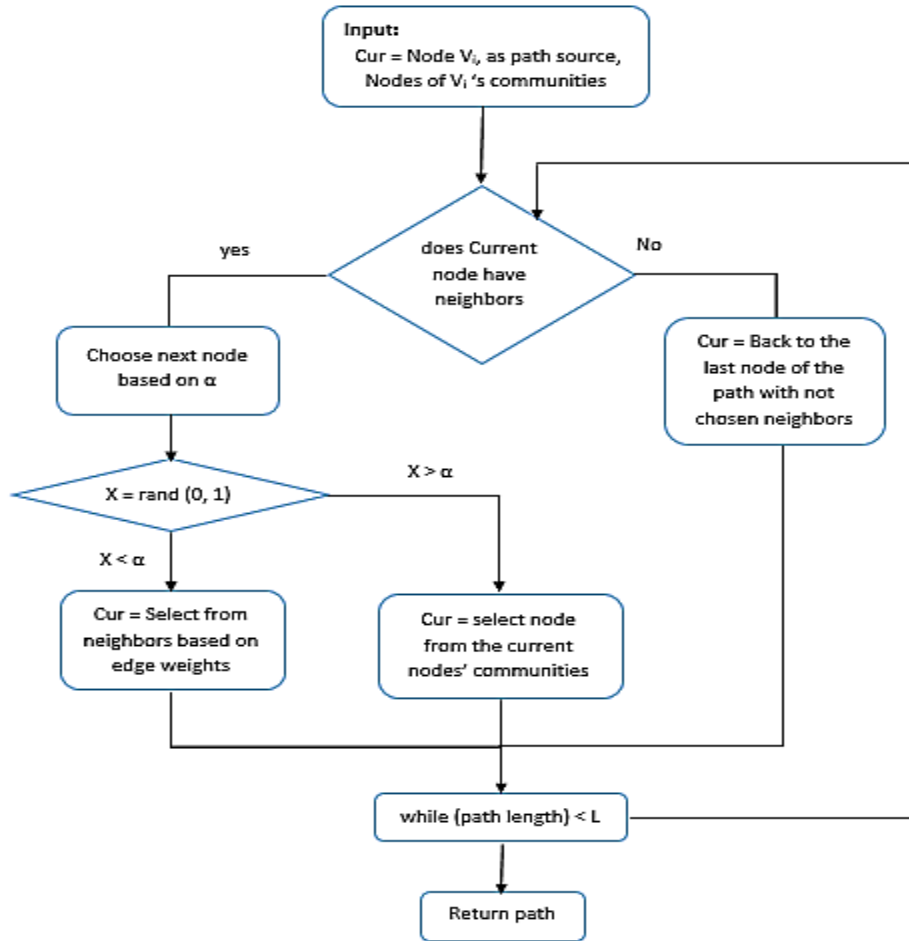 Input:
Cur = Node Vᵢ, as path source,
Nodes of Vᵢ 's communities
does Current
node have
neighbors
yes
No
Choose next node
based on α
Cur = Back to the
last node of the
path with not
chosen neighbors
X = rand (0, 1)
X > α
X < α
Cur = Select from
neighbors based on
edge weights
Cur = select node
from the current
nodes' communities
while (path length) < L
Return path